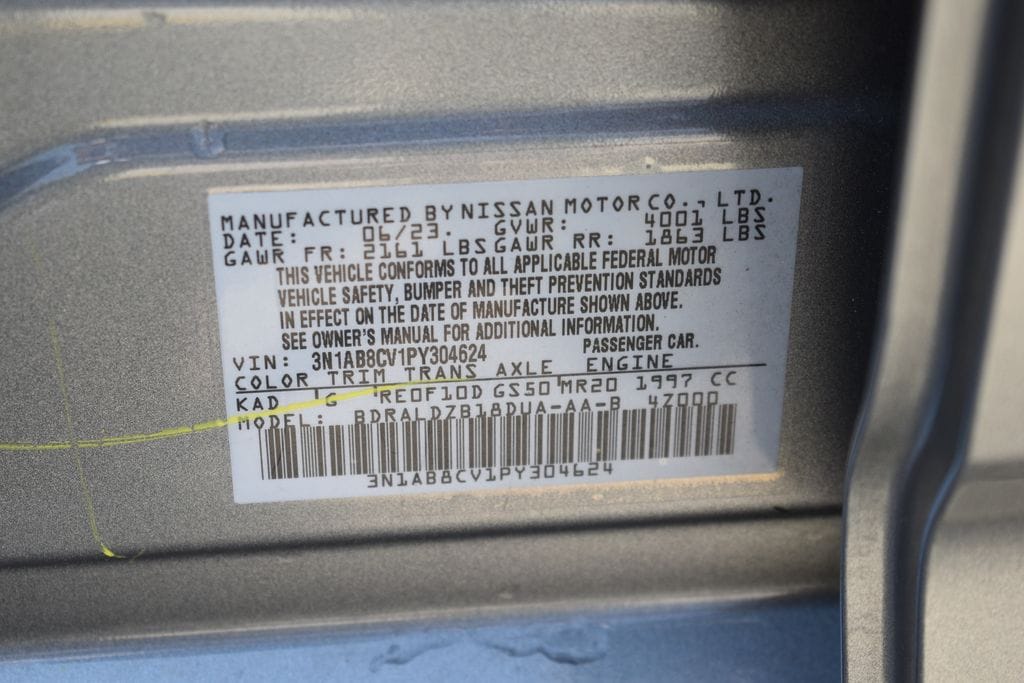 MANUFACTURED BY NISSAN MOTOR CO., LTD.
DATE: 06/23. GVWR: 4001 LBS
GAWR FR: 2161 LBS GAWR RR: 1863 LBS
THIS VEHICLE CONFORMS TO ALL APPLICABLE FEDERAL MOTOR
VEHICLE SAFETY, BUMPER AND THEFT PREVENTION STANDARDS
IN EFFECT ON THE DATE OF MANUFACTURE SHOWN ABOVE.
SEE OWNER'S MANUAL FOR ADDITIONAL INFORMATION.
VIN: 3N1AB8CV1PY304624 PASSENGER CAR.
COLOR TRIM TRANS AXLE ENGINE
KAD G RE0F10D GS50 MR20 1997 CC
MODEL: BDRALDZB18DUA-AA-B 4Z000
3N1AB8CV1PY304624